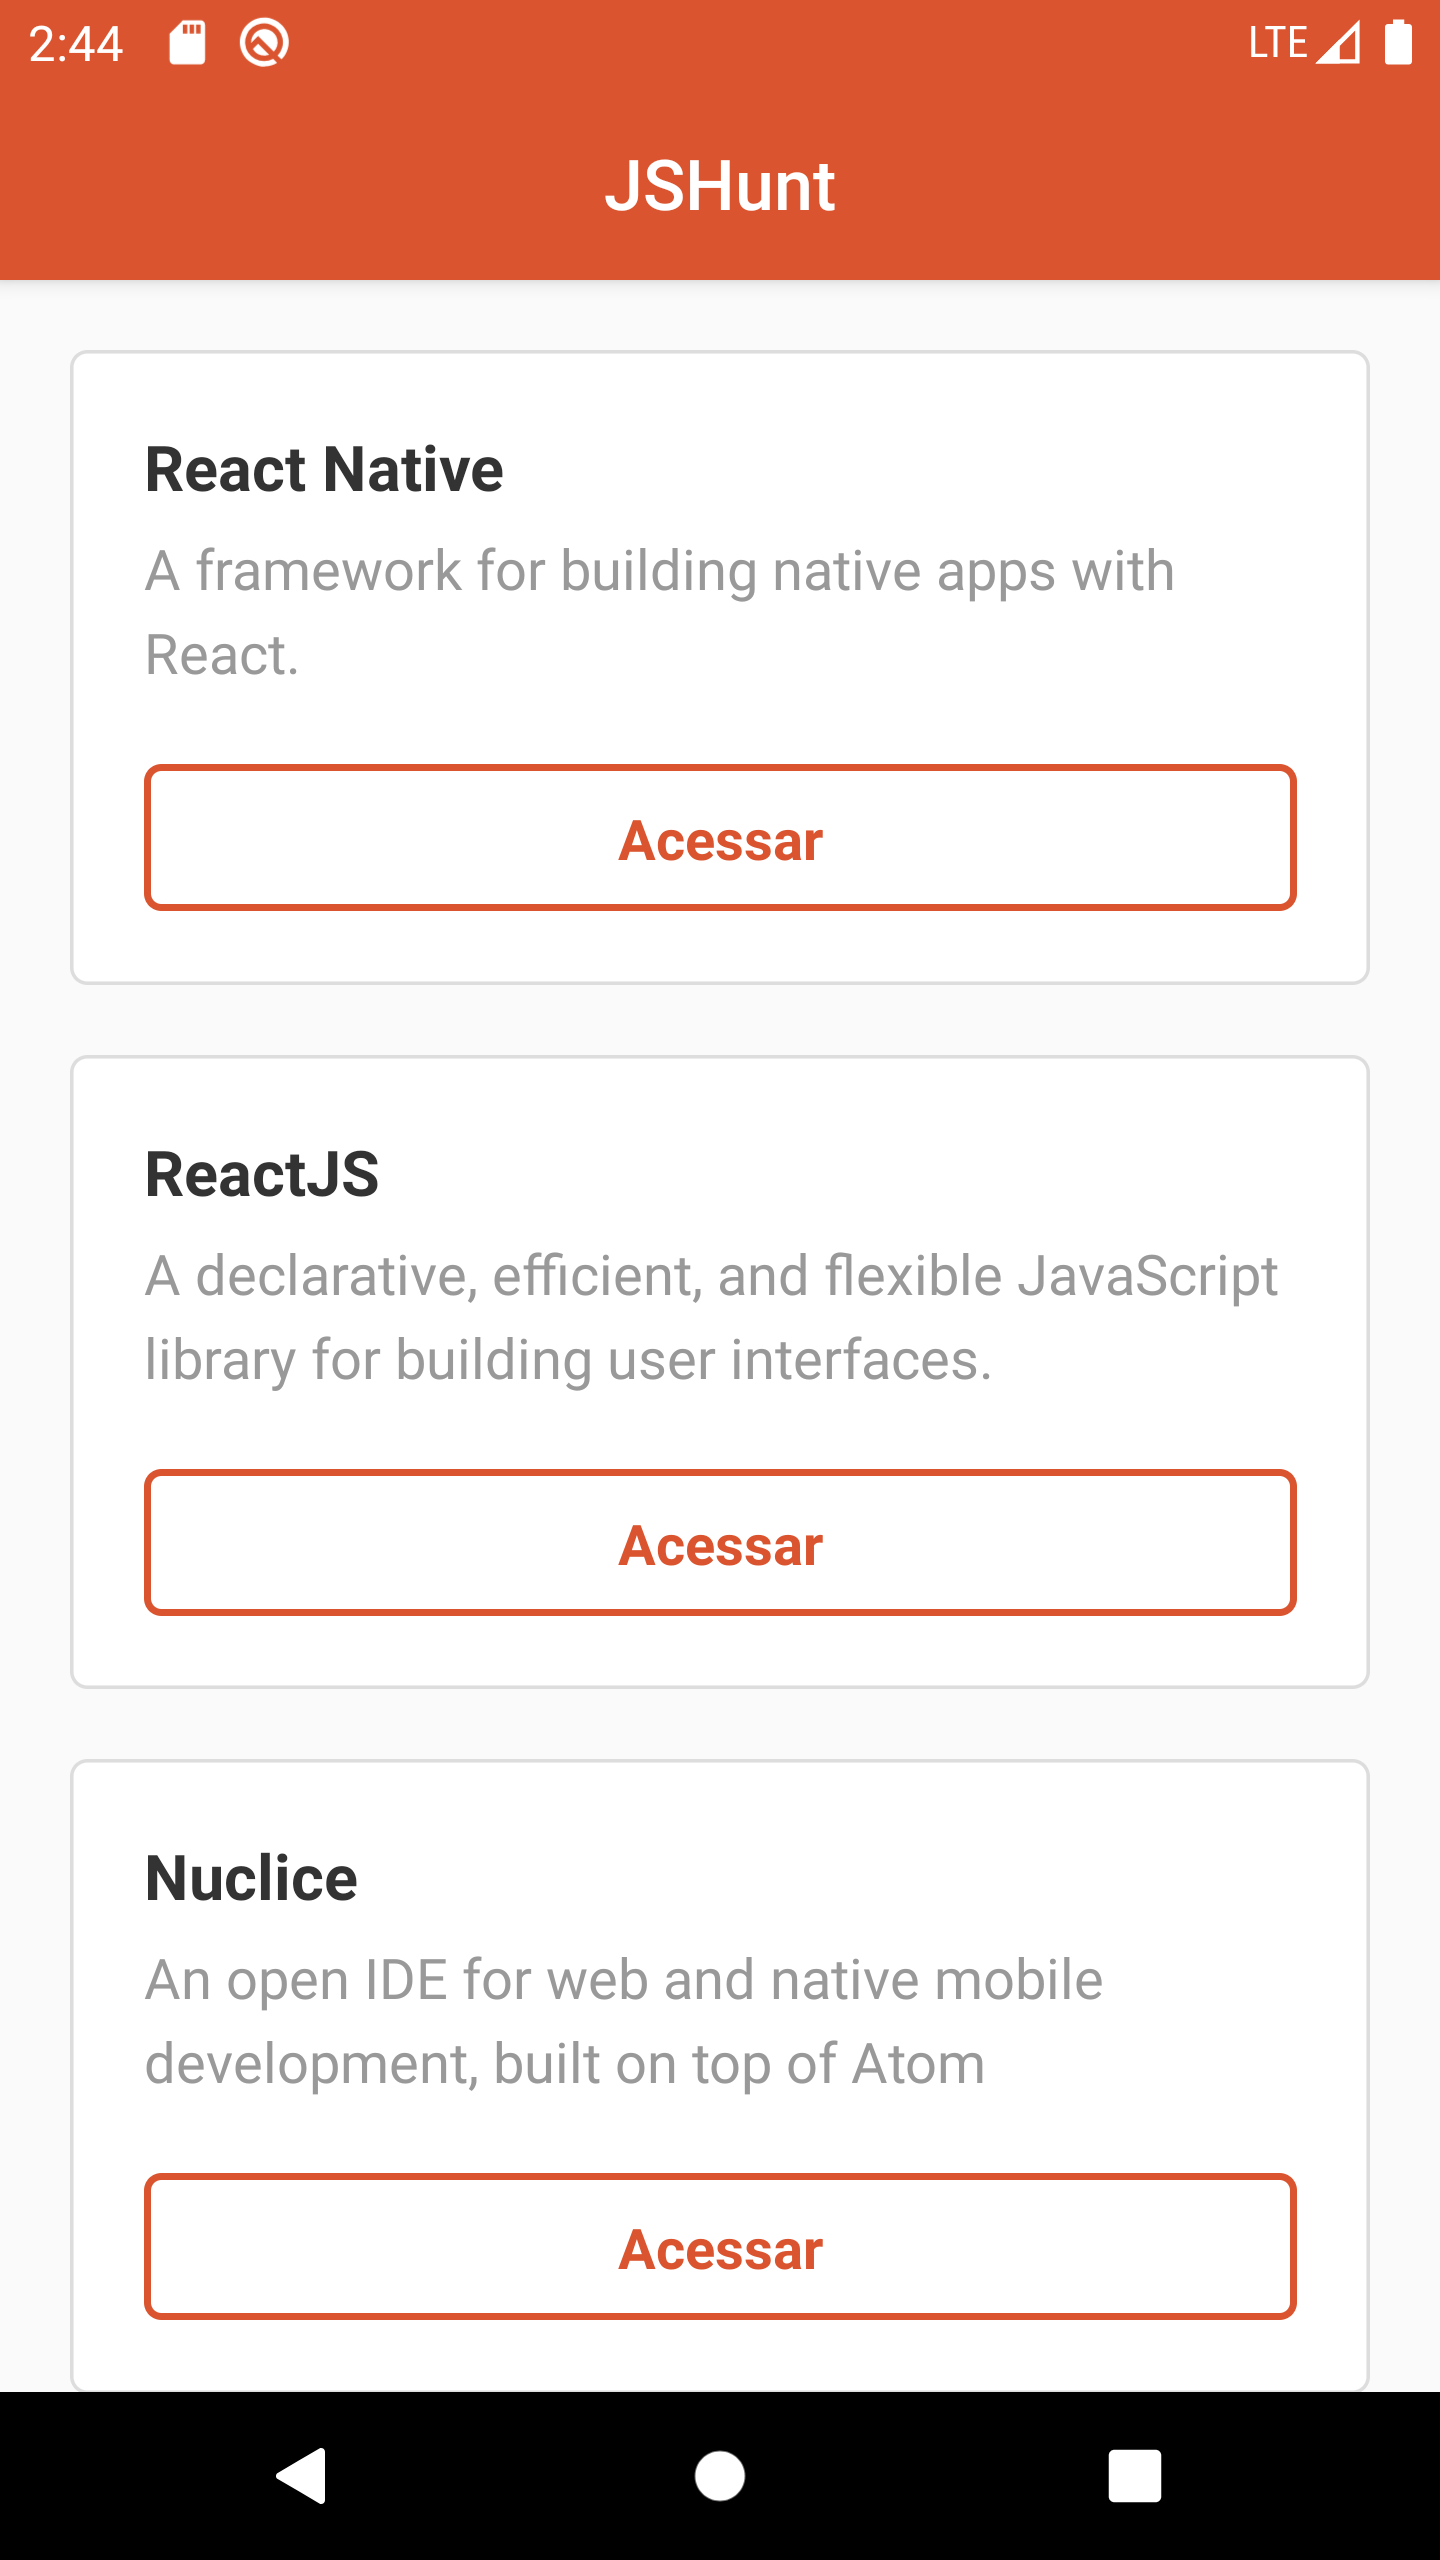 2:44
LTE
JSHunt
React Native
A framework for building native apps with
React.
Acessar
ReactJS
A declarative, efficient, and flexible JavaScript
library for building user interfaces.
Acessar
Nuclice
An open IDE for web and native mobile
development, built on top of Atom
Acessar